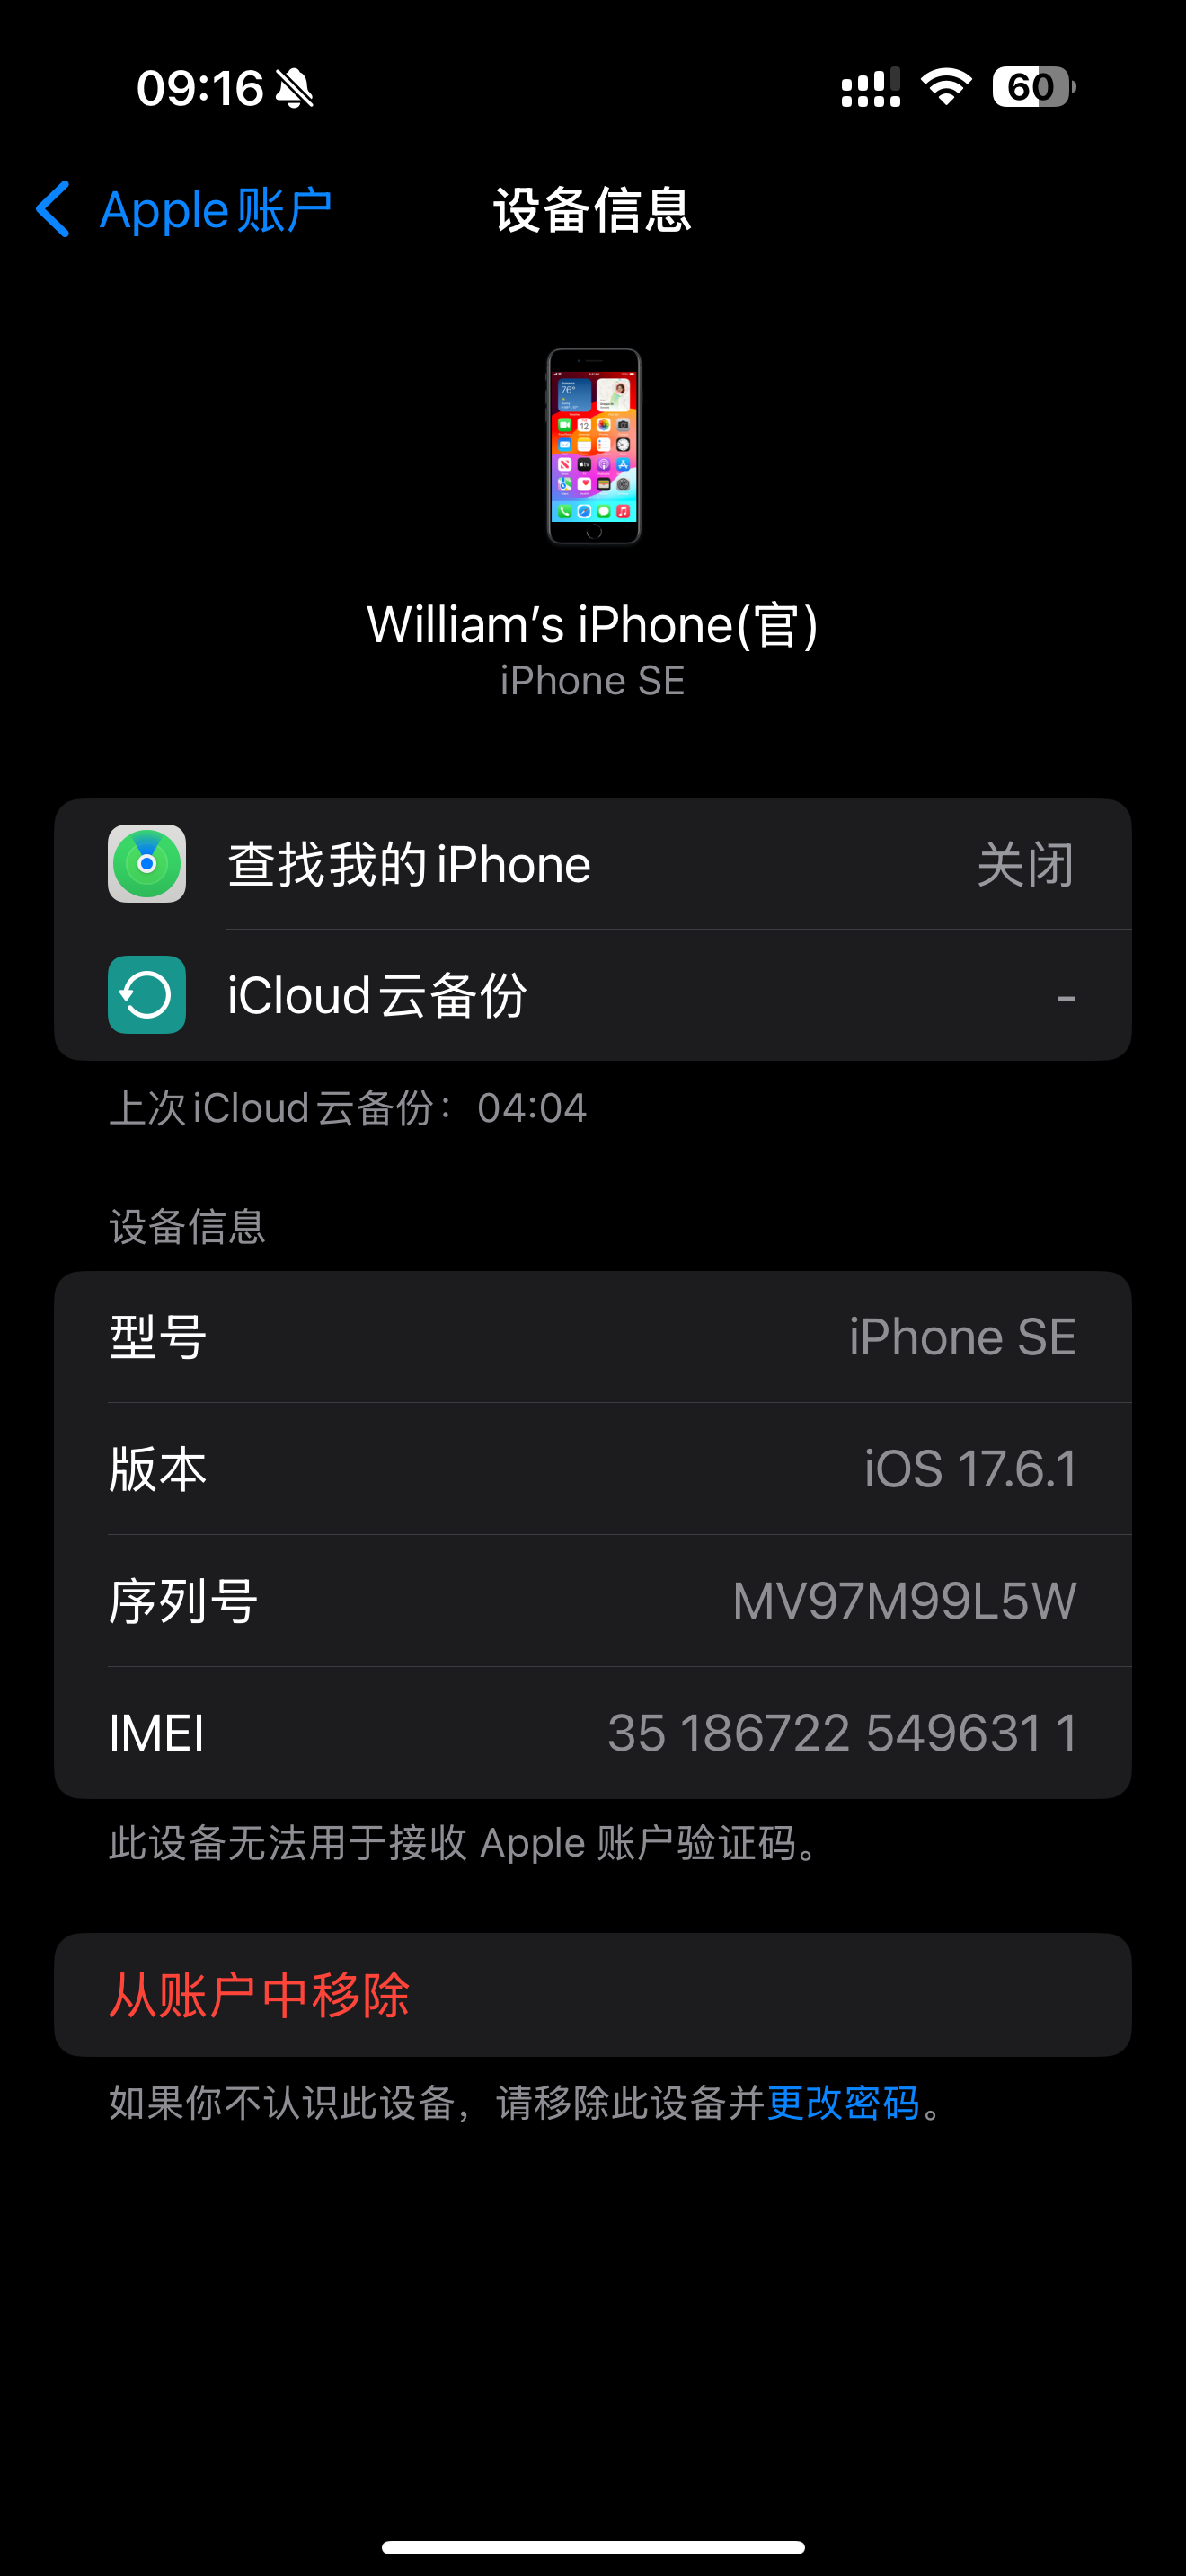 09:16
60
Apple 账户
设备信息
William’s iPhone(官)
iPhone SE
查找我的 iPhone
关闭
iCloud 云备份
-
上次 iCloud 云备份：04:04
设备信息
型号
iPhone SE
版本
iOS 17.6.1
序列号
MV97M99L5W
IMEI
35 186722 549631 1
此设备无法用于接收 Apple 账户验证码。
从账户中移除
如果你不认识此设备，请移除此设备并更改密码。